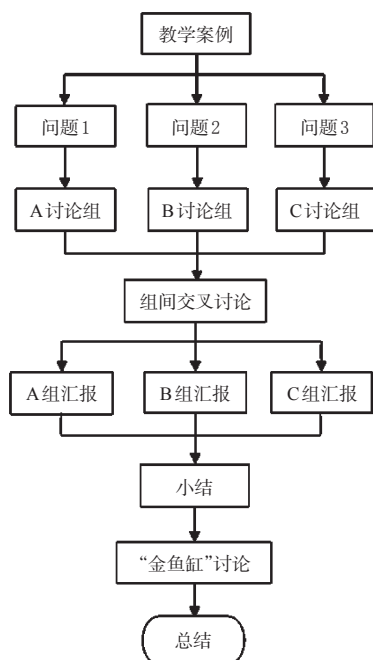 教学案例
问题1
问题2
问题3
A讨论组
B讨论组
C讨论组
组间交叉讨论
A组汇报
B组汇报
C组汇报
小结
“金鱼缸”讨论
总结